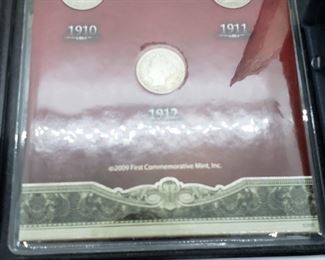 1910 1911
1912
©2009 First Commemorative Mint, Inc.